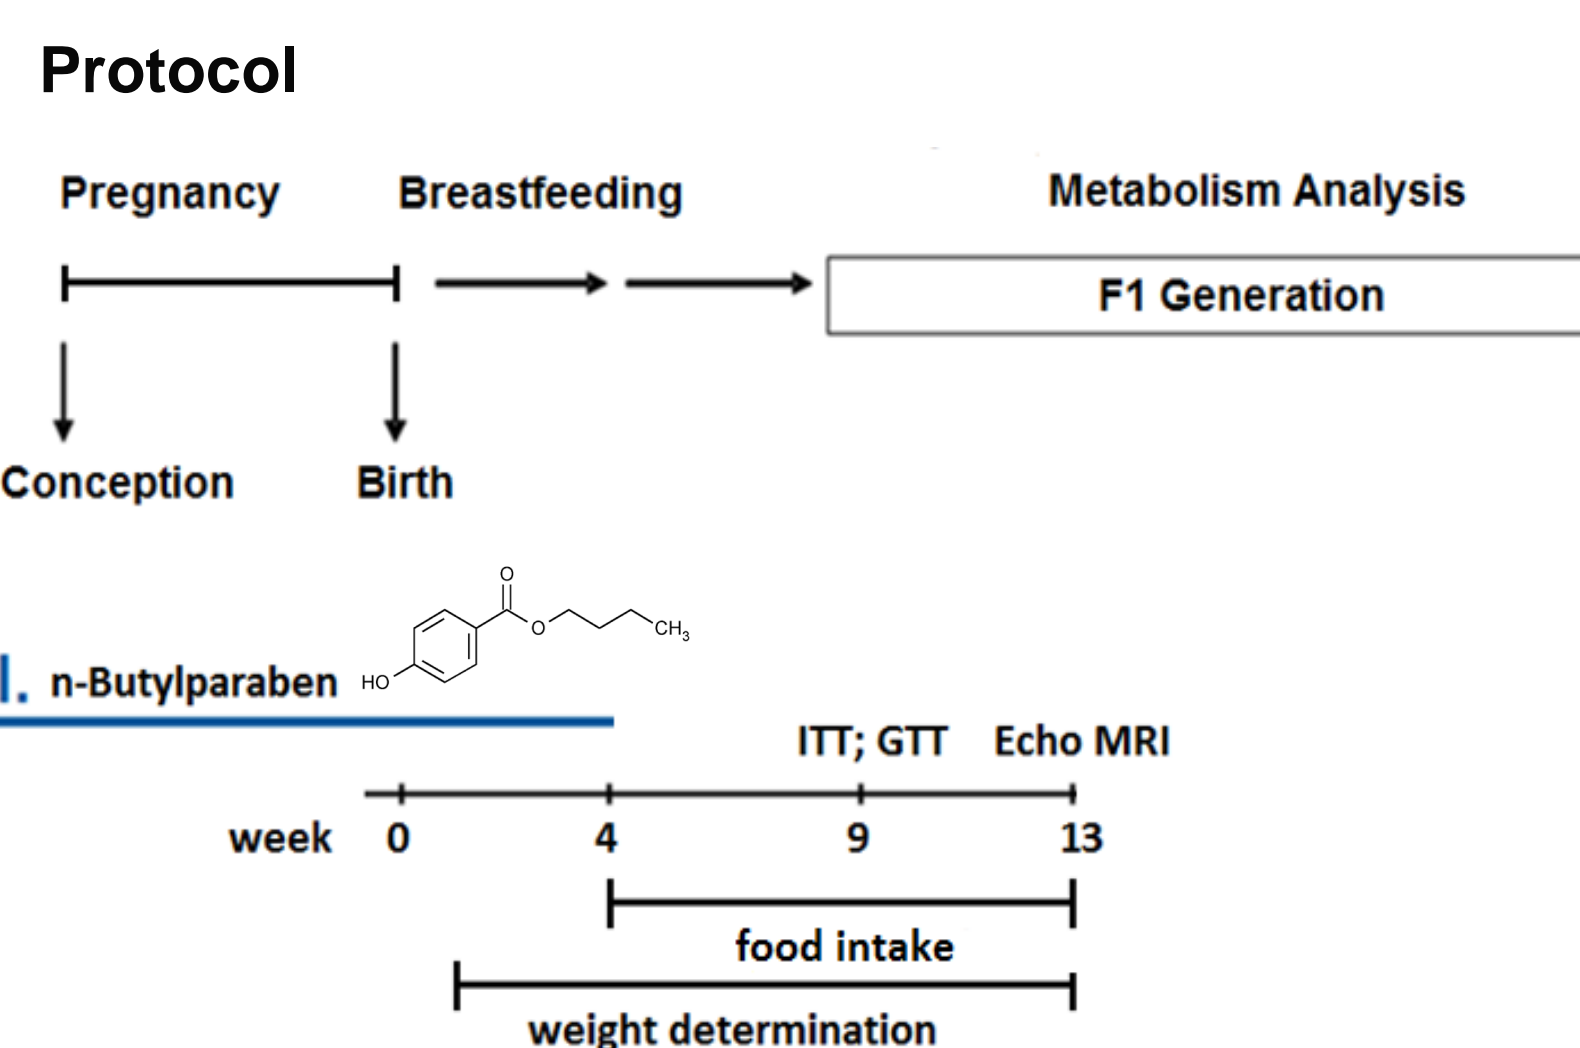 Protocol
Pregnancy
Breastfeeding
Metabolism Analysis
F1 Generation
Conception
Birth
O
O
CH3
HO
I. n-Butylparaben
ITT; GTT
Echo MRI
week 0 4 9 13
food intake
weight determination